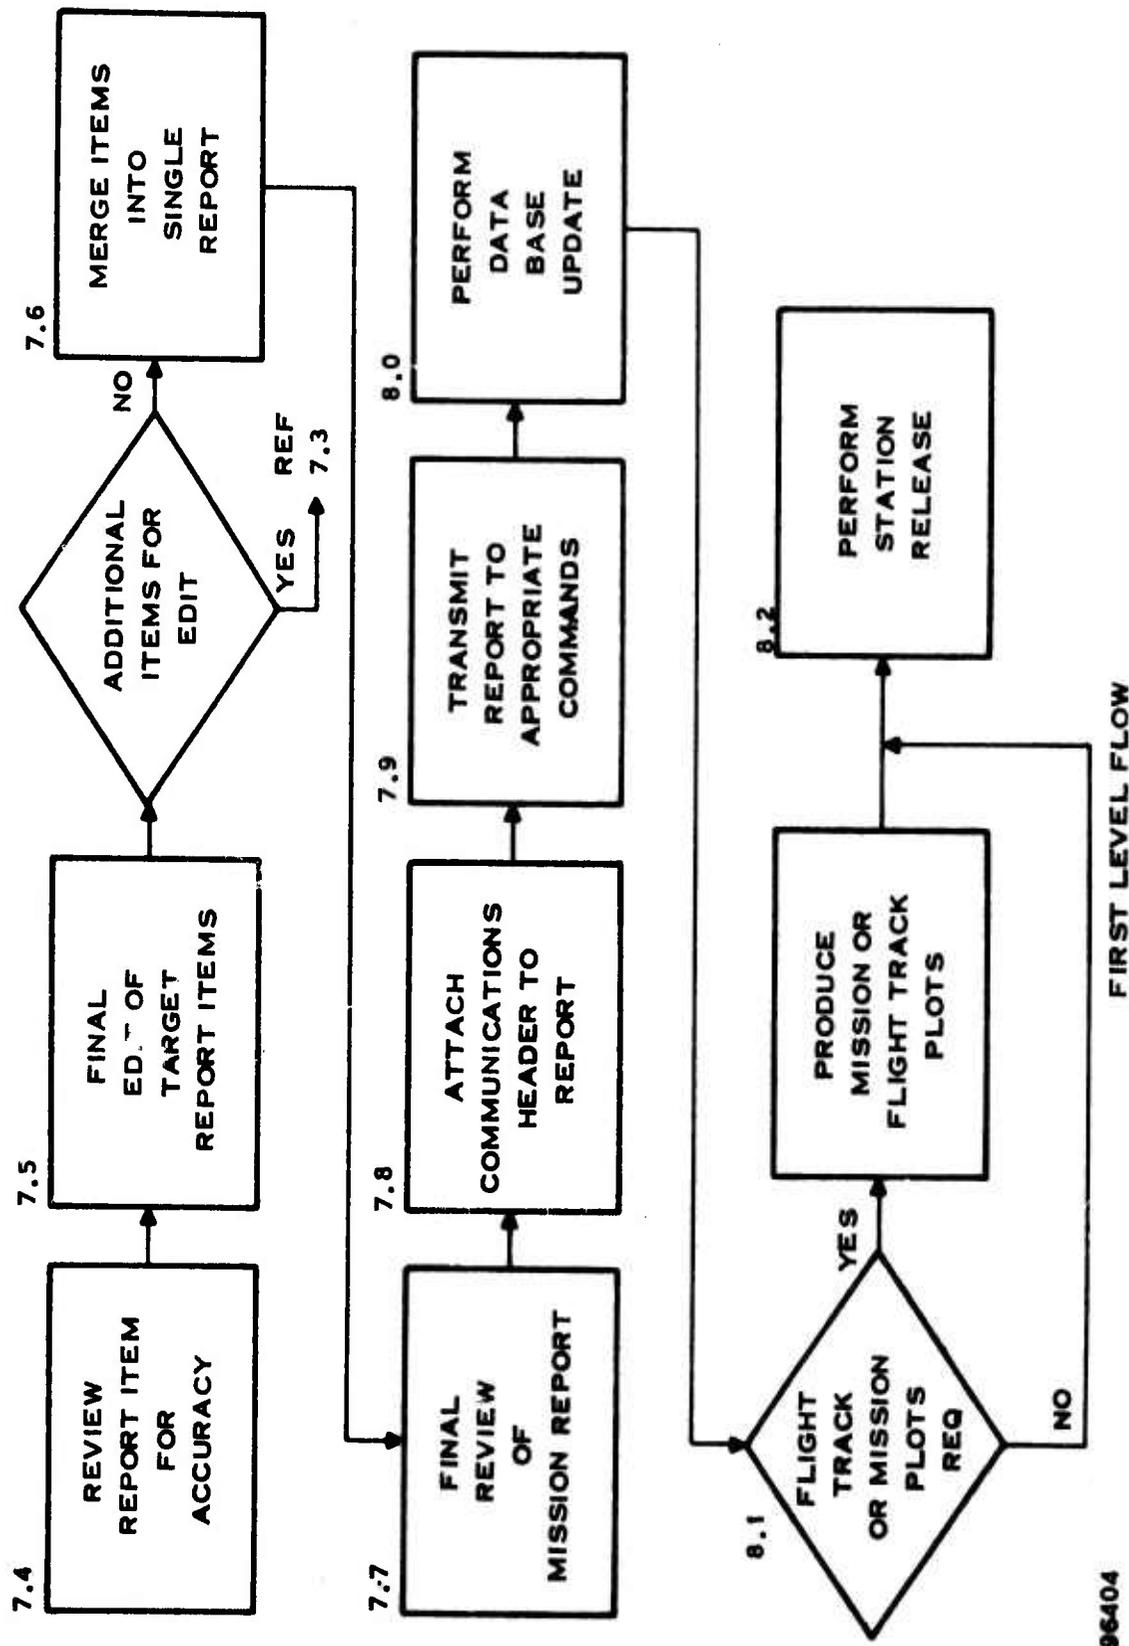 7.4
REVIEW
REPORT ITEM
FOR
ACCURACY
7.5
FINAL
OF
TARGET
REPORT ITEMS
ADDITIONAL
ITEMS FOR
EDIT
NO
YES REF
7.3
7.6
MERGE ITEMS
INTO
SINGLE
REPORT
7.7
FINAL
REVIEW
OF
MISSION REPORT
7.8
ATTACH
COMMUNICATIONS
HEADER TO
REPORT
7.9
TRANSMIT
REPORT TO
APPROPRIATE
COMMANDS
8.0
PERFORM
DATA
BASE
UPDATE
8.1
FLIGHT
TRACK
OR MISSION
PLOTS
REQ
YES
NO
PRODUCE
MISSION OR
FLIGHT TRACK
PLOTS
8.2
PERFORM
STATION
RELEASE
96404
FIRST LEVEL FLOW